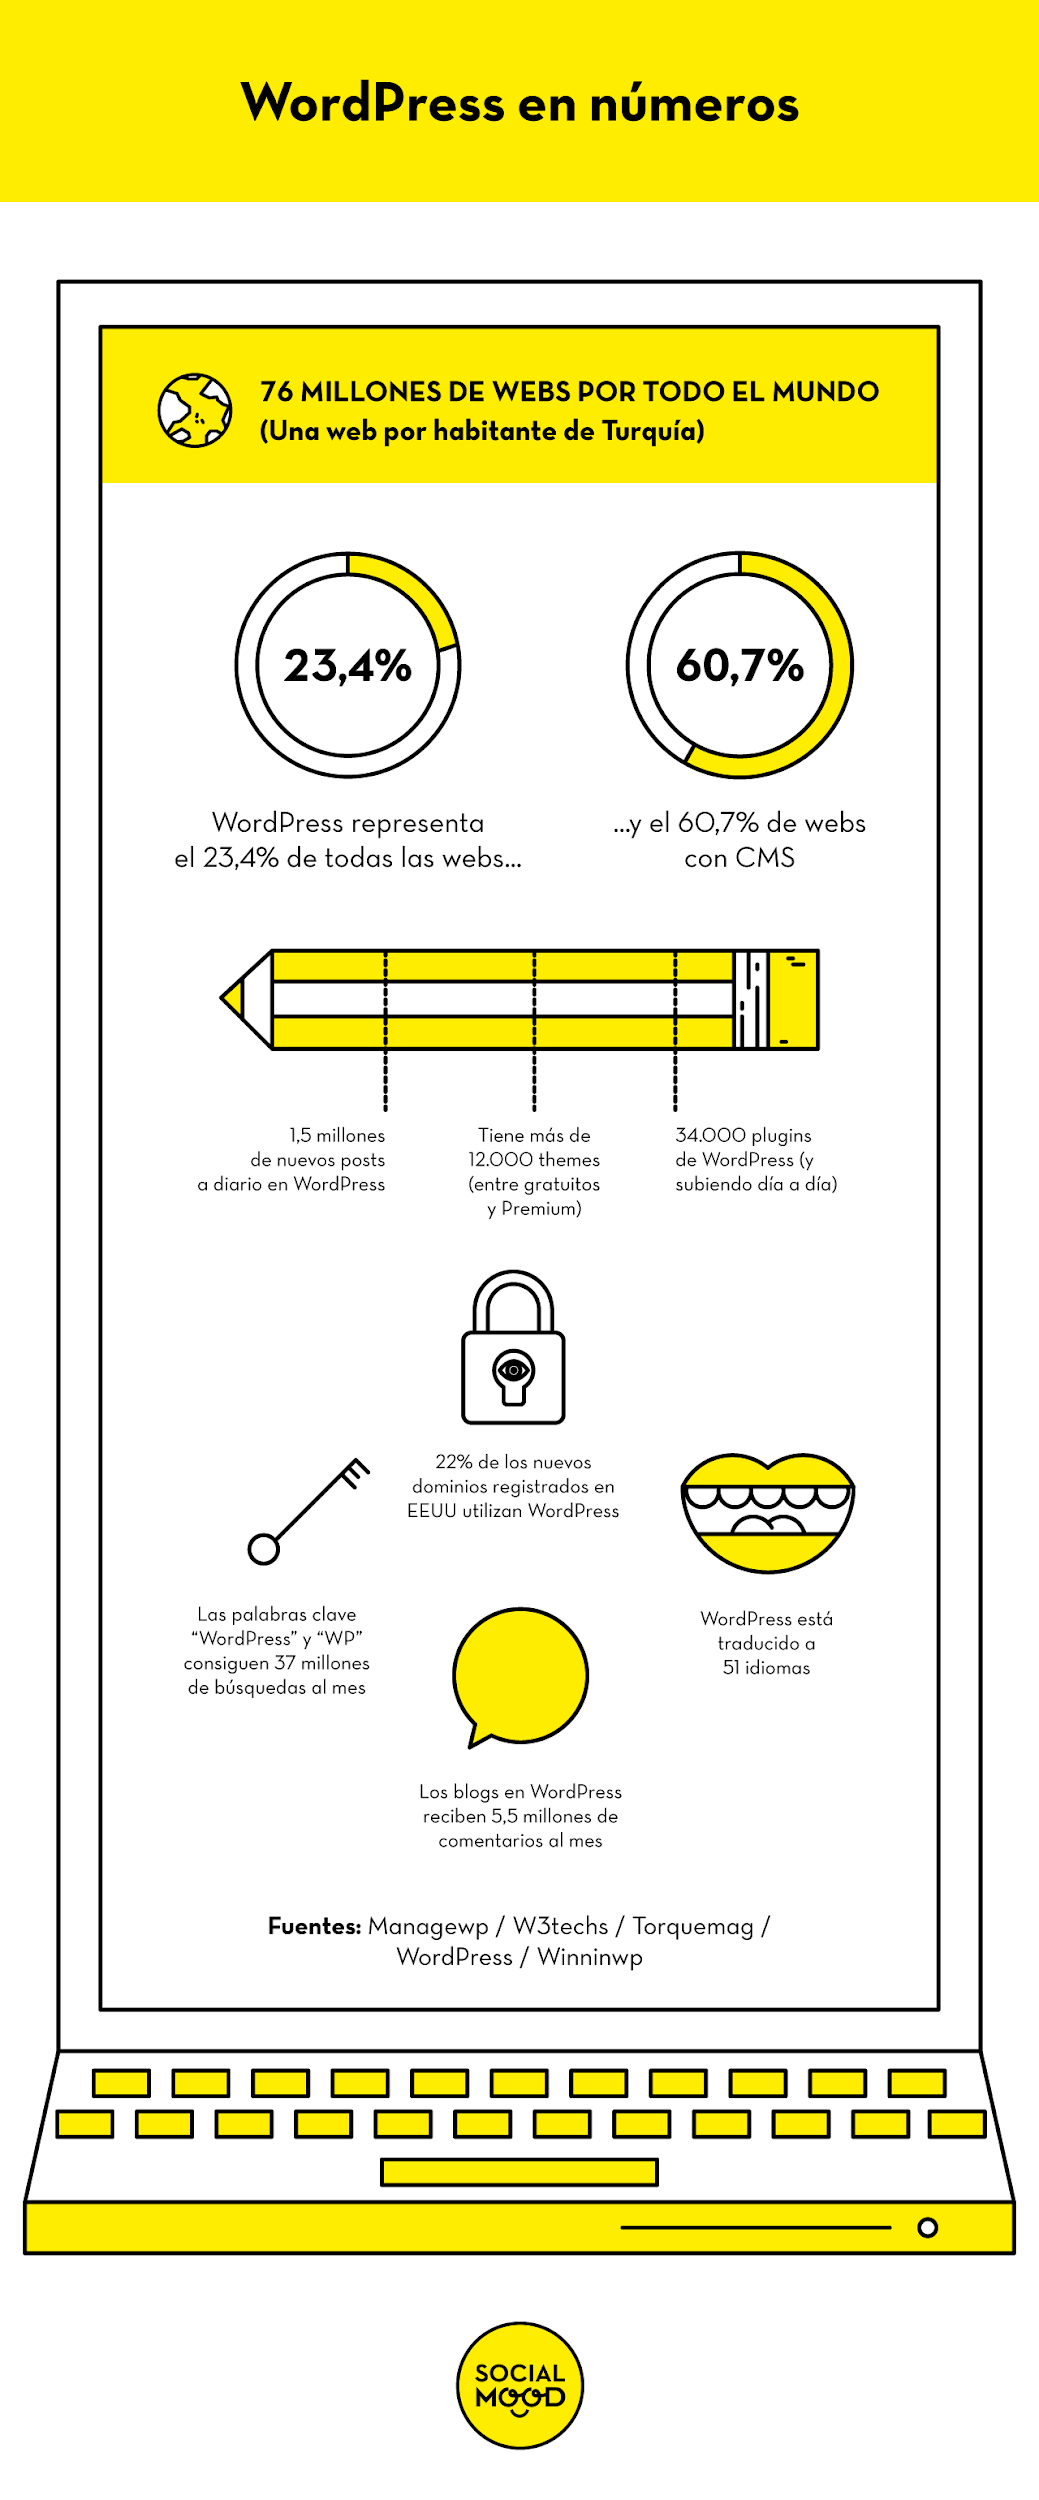 WordPress en números
76 MILLONES DE WEBS POR TODO EL MUNDO
(Una web por habitante de Turquía)
23,4%
60,7%
WordPress representa
el 23,4% de todas las webs...
...y el 60,7% de webs
con CMS
1,5 millones
de nuevos posts
a diario en WordPress
Tiene más de
12.000 themes
(entre gratuitos
y Premium)
34.000 plugins
de WordPress (y
subiendo día a día)
22% de los nuevos
dominios registrados en
EEUU utilizan WordPress
Las palabras clave
“WordPress” y “WP”
consiguen 37 millones
de búsquedas al mes
WordPress está
traducido a
51 idiomas
Los blogs en WordPress
reciben 5,5 millones de
comentarios al mes
Fuentes: Managewp / W3techs / Torquemag /
WordPress / Winninwp
SOCIAL
MOOD